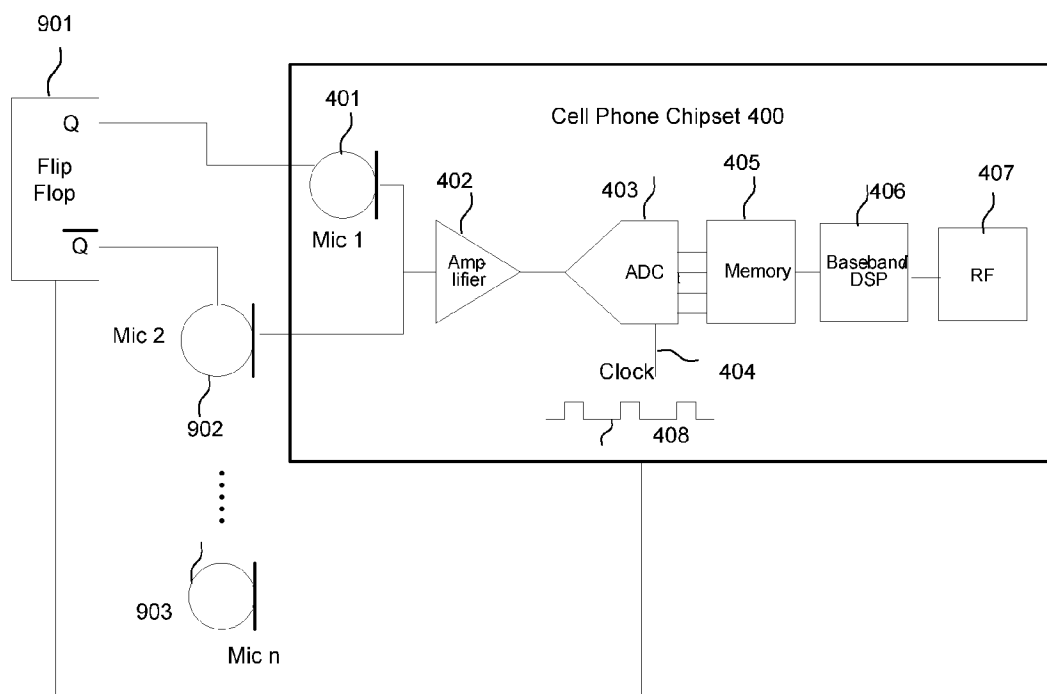 901
Q
Flip
Flop
Q
401
Mic 1
Cell Phone Chipset 400
402
Amp-
lifier
403
ADC
405
Memory
406
Baseband
DSP
407
RF
Clock
404
408
Mic 2
902
903
Mic n